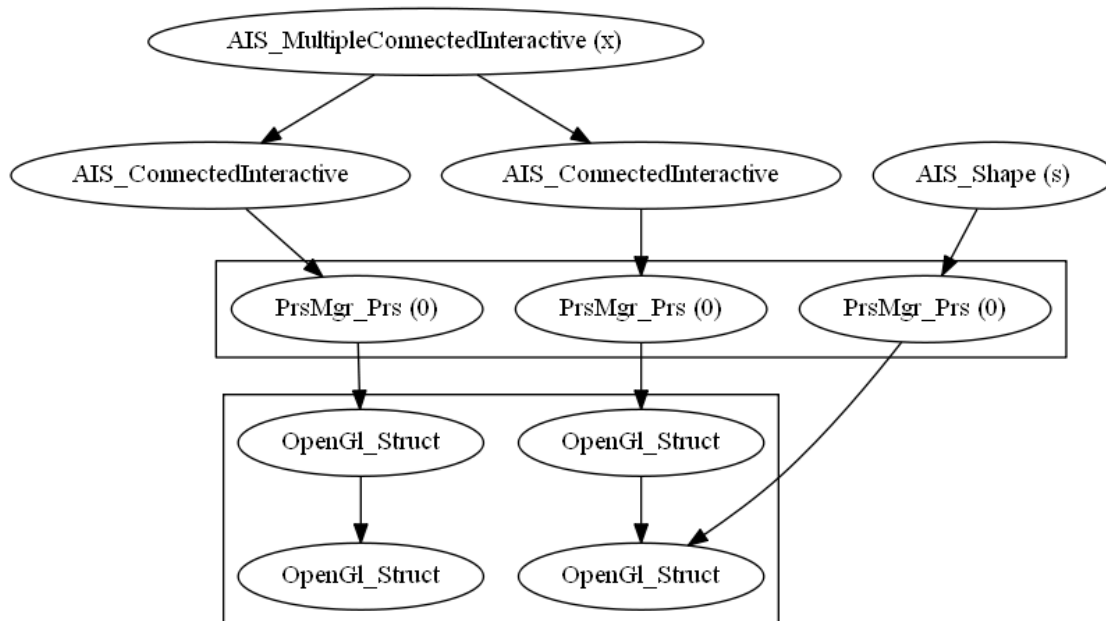 AIS_MultipleConnectedInteractive (x)
AIS_ConnectedInteractive
AIS_ConnectedInteractive
AIS_Shape (s)
PrsMgr_Prs (0)
PrsMgr_Prs (0)
PrsMgr_Prs (0)
OpenGl_Struct
OpenGl_Struct
OpenGl_Struct
OpenGl_Struct